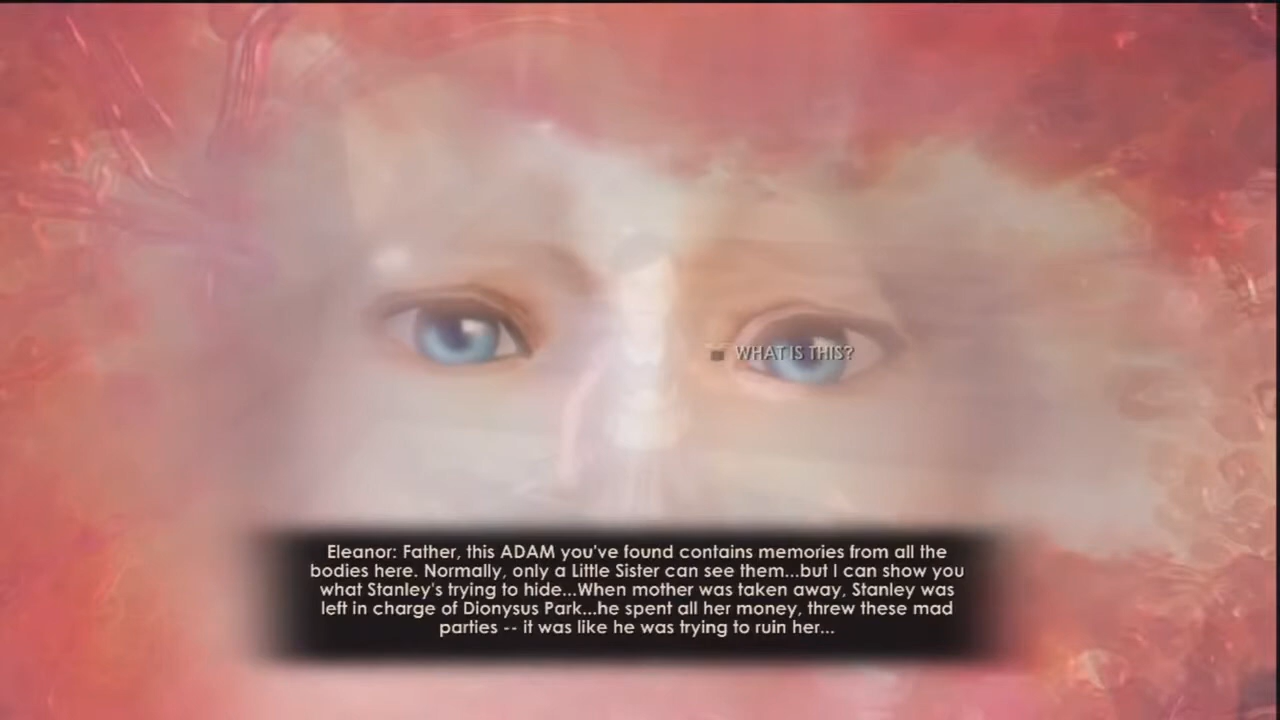 WHAT IS THIS?
Eleanor: Father, this ADAM you've found contains memories from all the
bodies here. Normally, only a Little Sister can see them...but I can show you
what Stanley's trying to hide...When mother was taken away, Stanley was
left in charge of Dionysus Park...he spent all her money, threw these mad
parties -- it was like he was trying to ruin her...